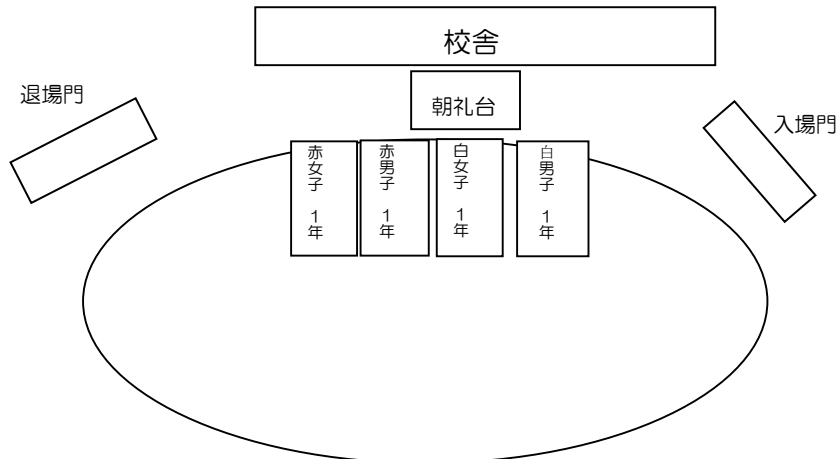 校舎
朝礼台
退場門
入場門
赤女子 1年
赤男子 1年
白女子 1年
白男子 1年